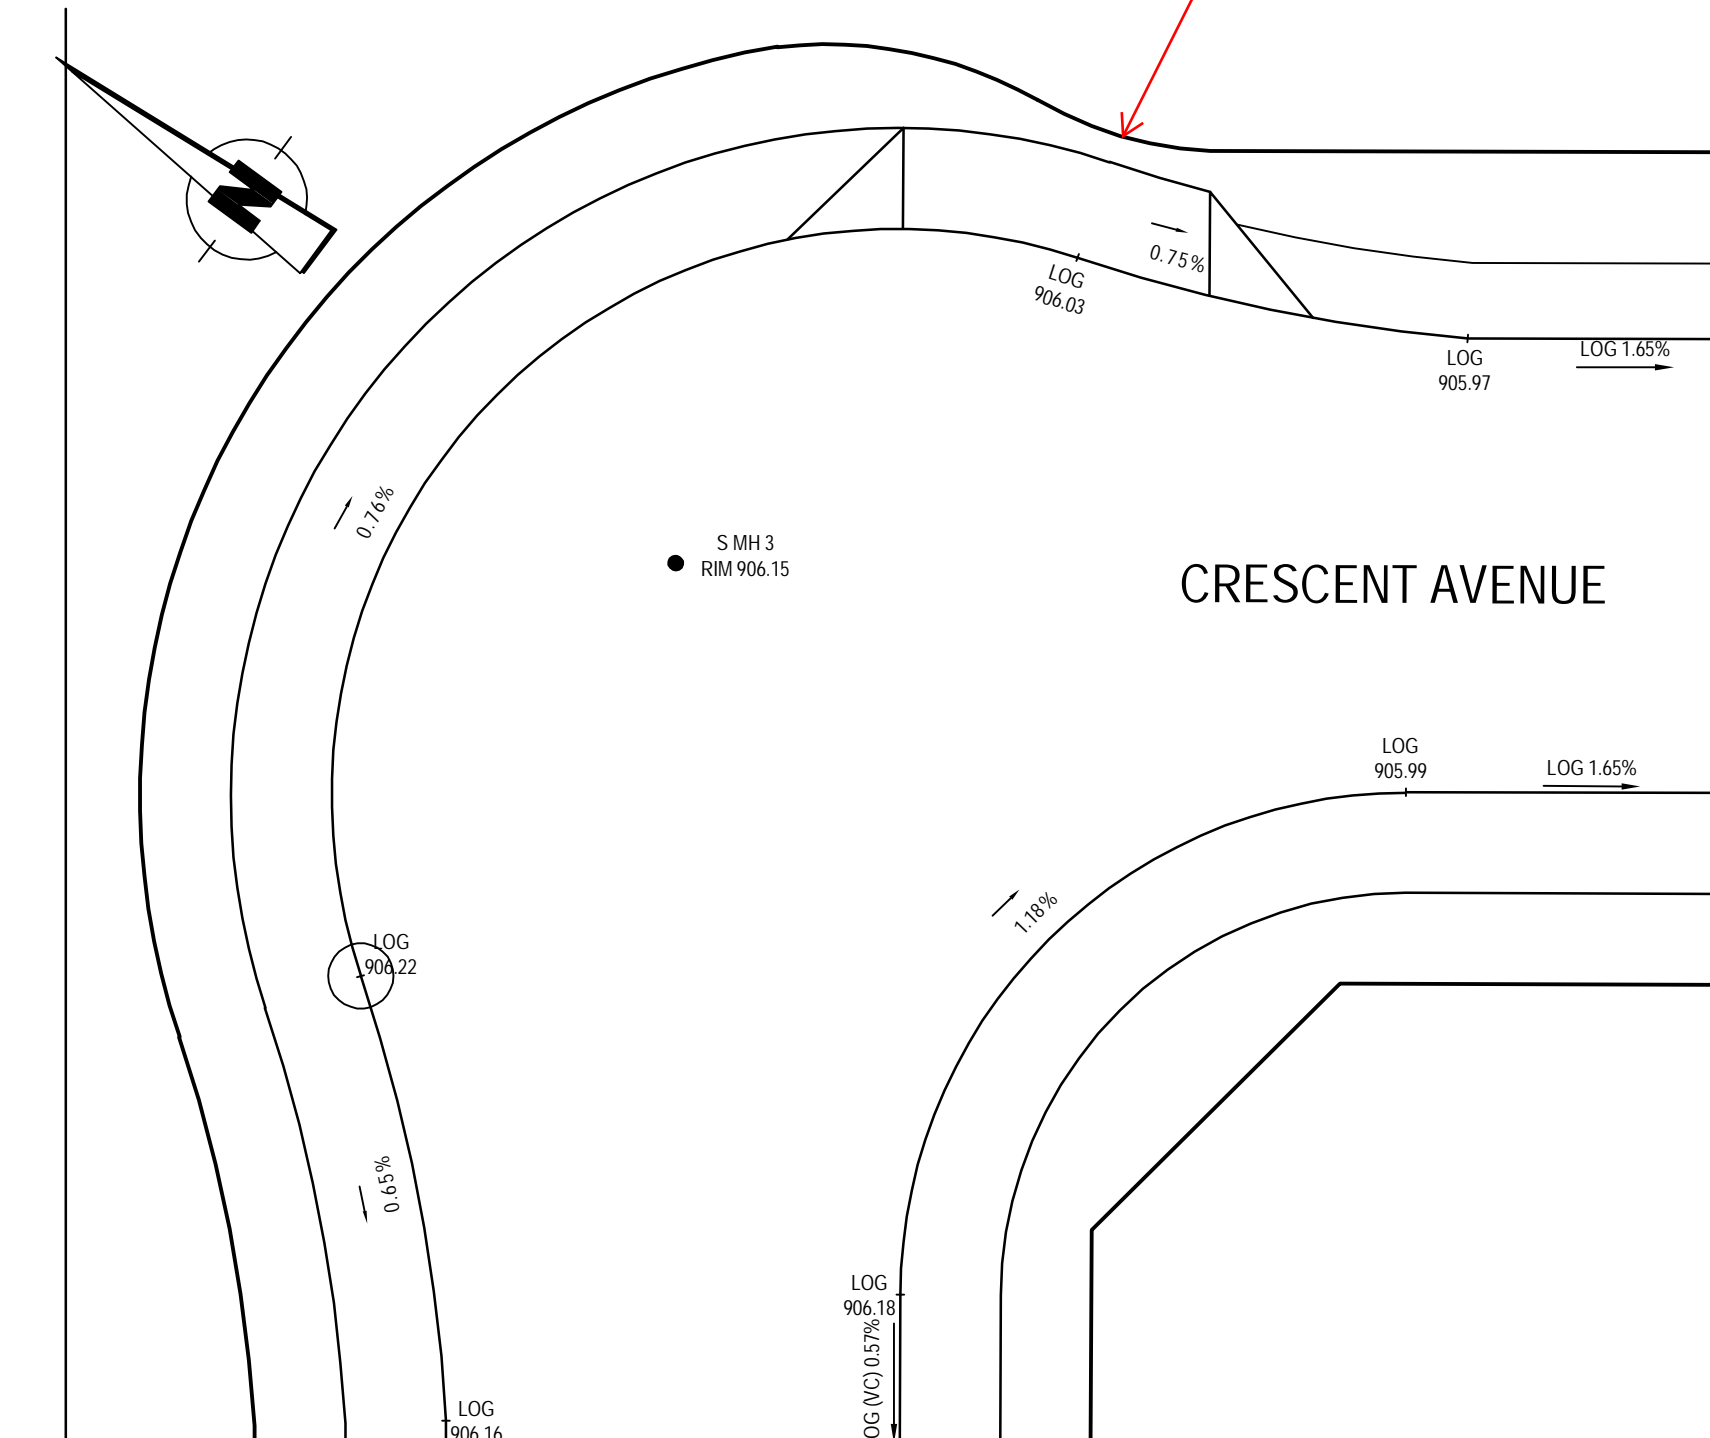 N
LOG
906.03
0.75%
LOG
905.97
LOG 1.65%
0.76%
S MH 3
RIM 906.15
CRESCENT AVENUE
LOG
905.99
LOG 1.65%
1.18%
LOG
906.22
0.65%
LOG
906.18
OG (VC) 0.57%
LOG
906.16